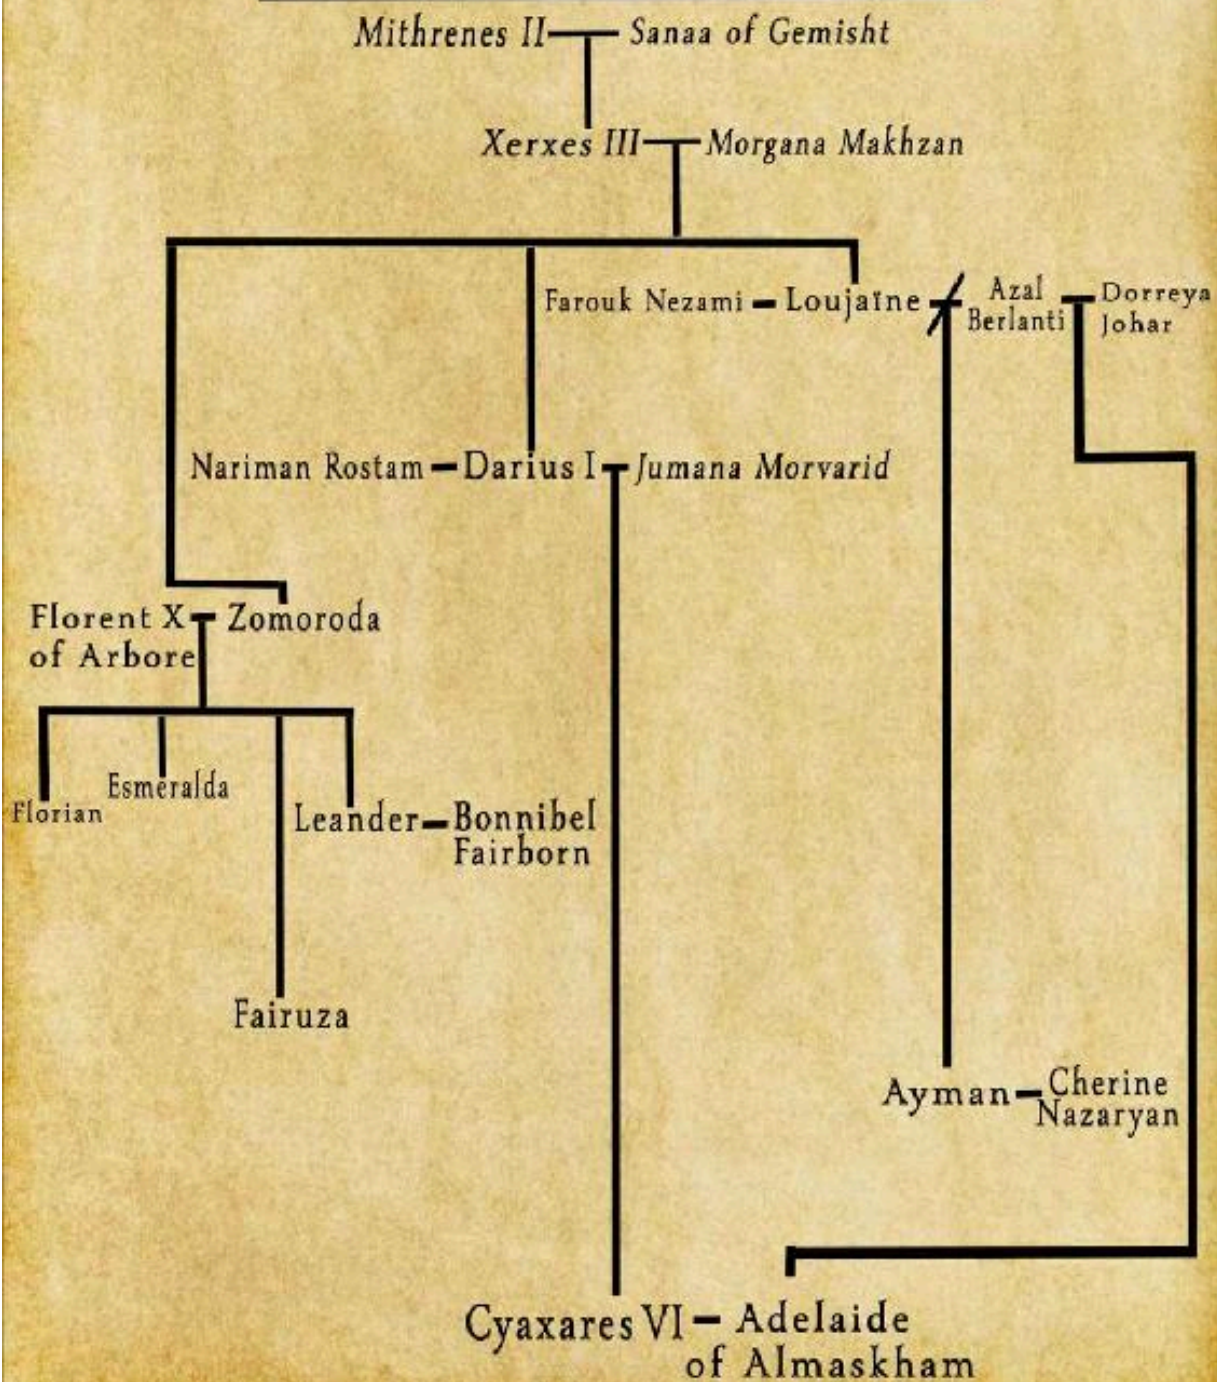 Mithrenes II Sanaa of Gemisht
Xerxes III Morgana Makhzan
Farouk Nezami Loujaïne Azal Berlanti Dorreya Johar
Nariman Rostam Darius I Jumana Morvarid
Florent X of Arbore Zomoroda
Florian Esmeralda Leander Bonnibel Fairborn
Fairuza
Ayman Cherine Nazaryan
Cyaxares VI Adelaide of Almaskham